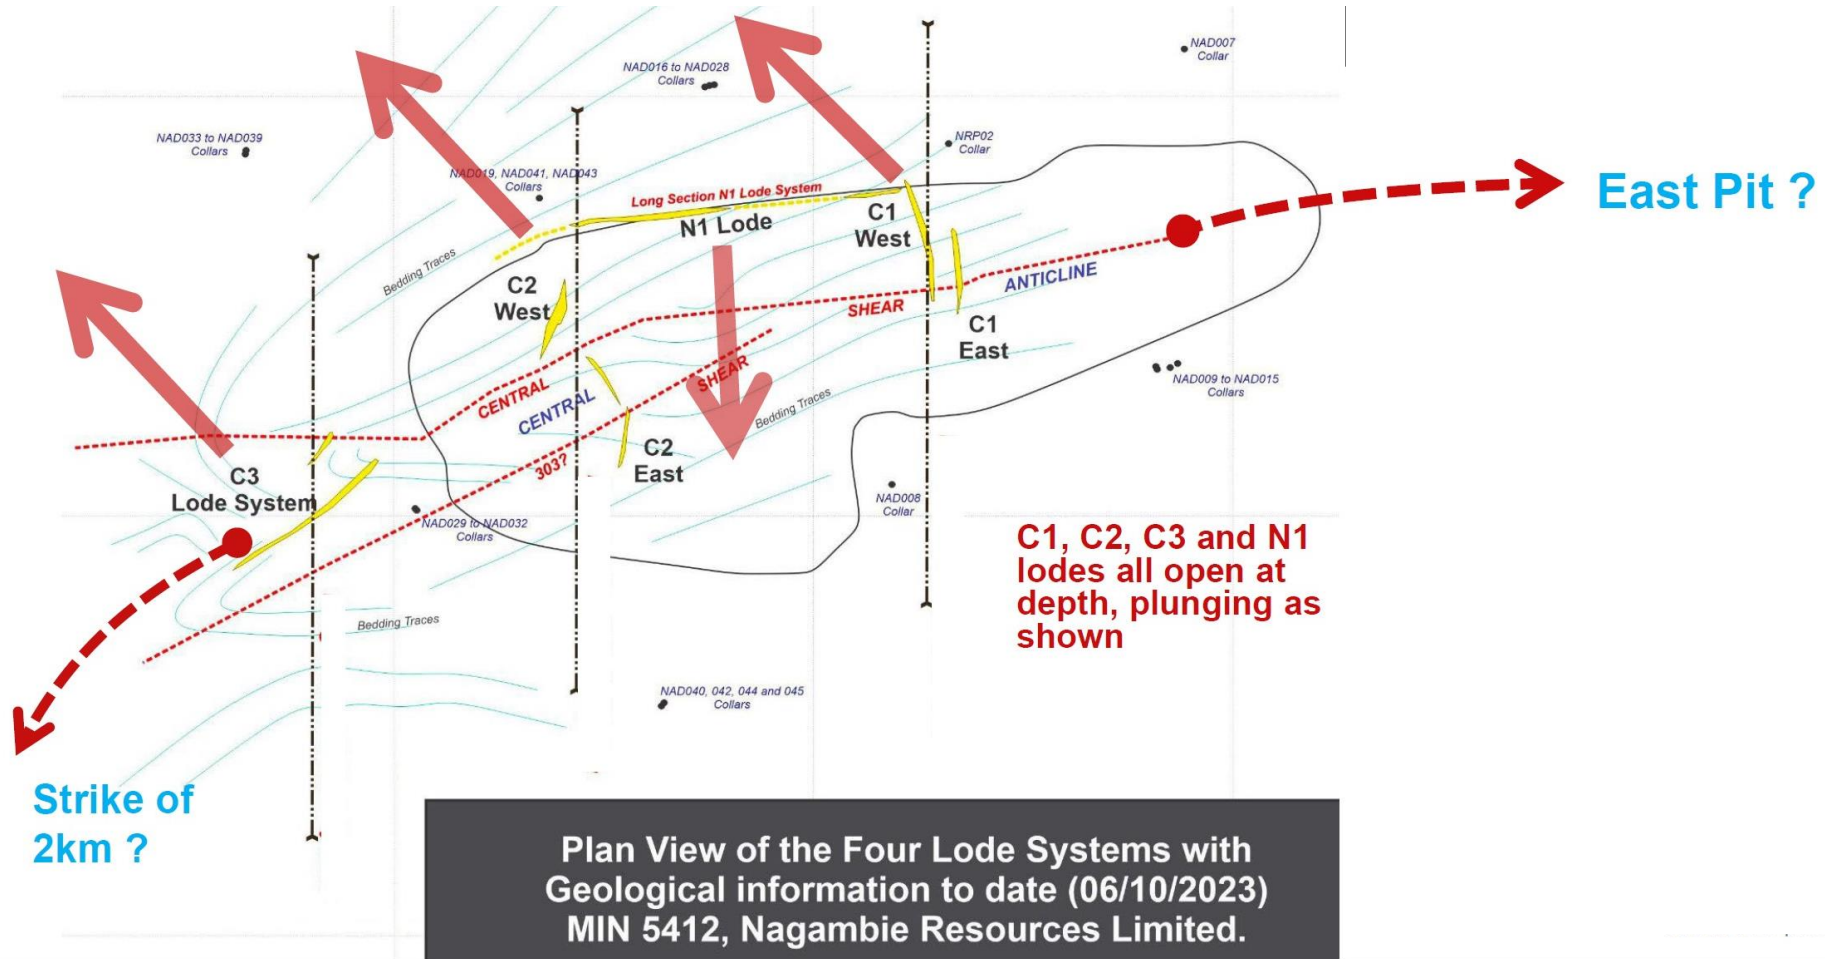 NAD007
Collar
NAD016 to NAD028
Collars
NAD033 to NAD039
Collars
NRP02
Collar
NAD019, NAD041, NAD043
Collars
Long Section N1 Lode System
N1 Lode
C1
West
East Pit ?
Bedding Traces
C2
West
ANTICLINE
SHEAR
C1
East
SHEAR
CENTRAL
CENTRAL
NAD009 to NAD015
Collars
Bedding Traces
C2
East
303?
C3
Lode System
NAD008
Collar
NAD029 to NAD032
Collars
C1, C2, C3 and N1
lodes all open at
depth, plunging as
shown
Bedding Traces
NAD040, 042, 044 and 045
Collars
Strike of
2km ?
Plan View of the Four Lode Systems with
Geological information to date (06/10/2023)
MIN 5412, Nagambie Resources Limited.